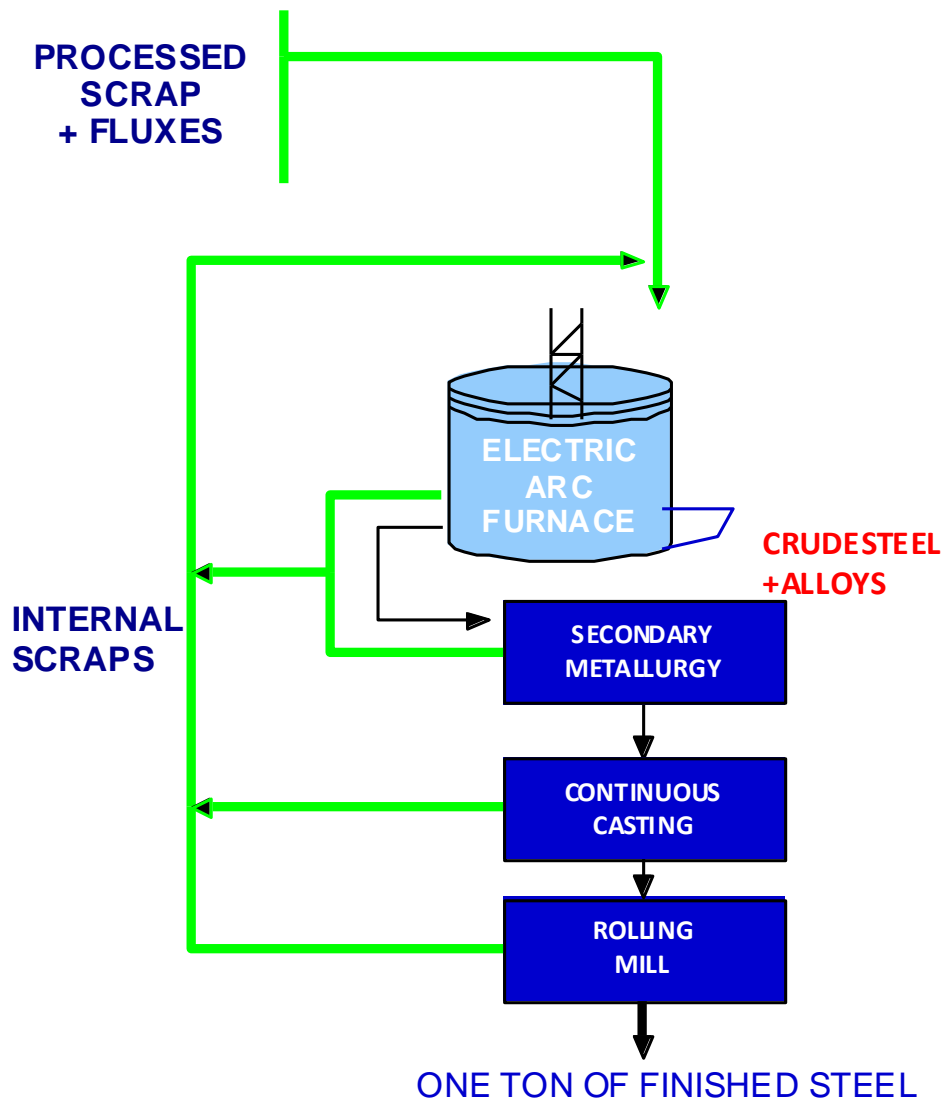 PROCESSED
SCRAP
+ FLUXES
ELECTRIC
ARC
FURNACE
CRUDESTEEL
+ALLOYS
INTERNAL
SCRAPS
SECONDARY
METALLURGY
CONTINUOUS
CASTING
ROLLING
MILL
ONE TON OF FINISHED STEEL